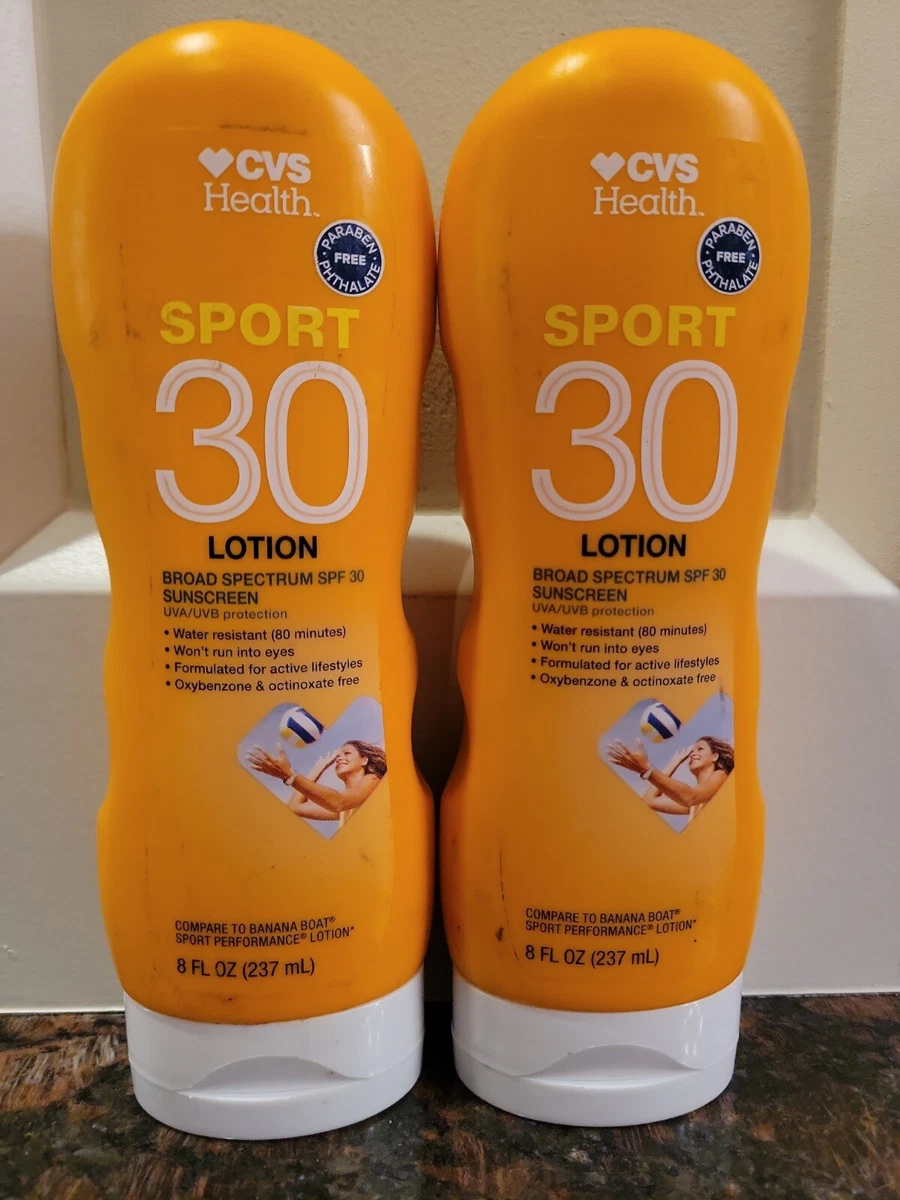 CVS
Health™
PARABEN
FREE
PHTHALATE
SPORT
30
LOTION
BROAD SPECTRUM SPF 30
SUNSCREEN
UVA/UVB protection
• Water resistant (80 minutes)
• Won't run into eyes
• Formulated for active lifestyles
• Oxybenzone & octinoxate free
COMPARE TO BANANA BOAT®
SPORT PERFORMANCE® LOTION*
8 FL OZ (237 mL)
CVS
Health™
PARABEN
FREE
PHTHALATE
SPORT
30
LOTION
BROAD SPECTRUM SPF 30
SUNSCREEN
UVA/UVB protection
• Water resistant (80 minutes)
• Won't run into eyes
• Formulated for active lifestyles
• Oxybenzone & octinoxate free
COMPARE TO BANANA BOAT®
SPORT PERFORMANCE® LOTION*
8 FL OZ (237 mL)